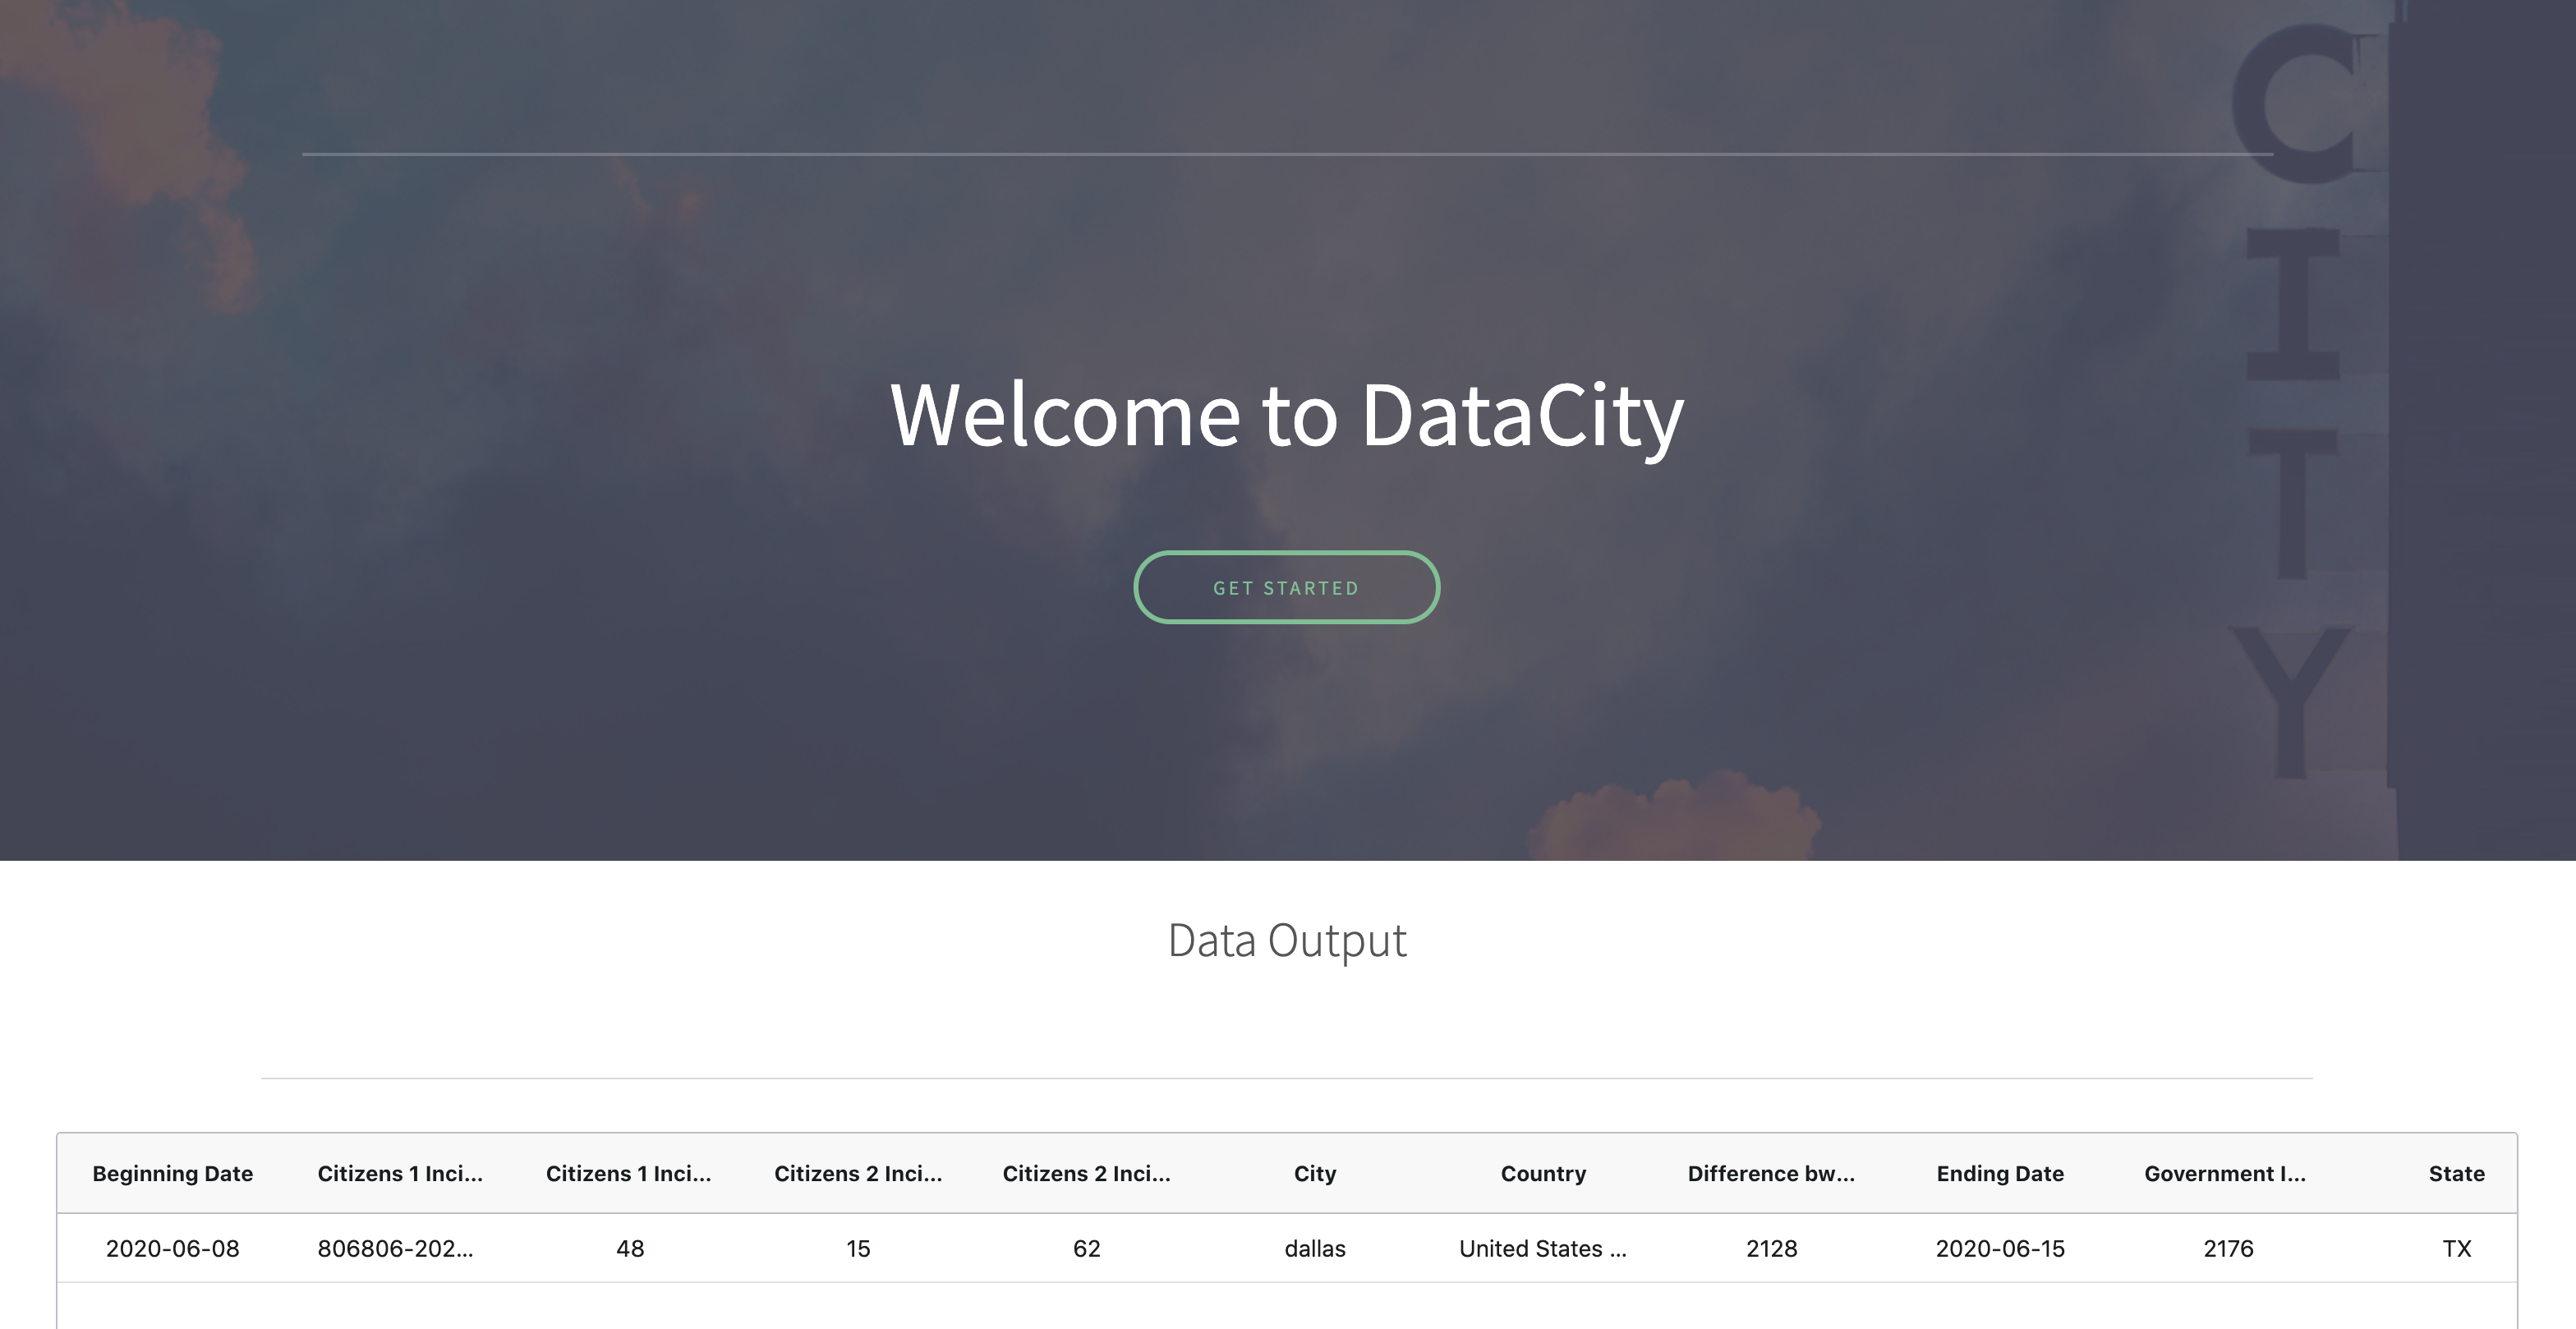 C
I
T
Y
Welcome to DataCity
GET STARTED
Data Output
Beginning Date Citizens 1 Inci... Citizens 1 Inci... Citizens 2 Inci... Citizens 2 Inci... City Country Difference bw... Ending Date Government I... State
2020-06-08 806806-202... 48 15 62 dallas United States ... 2128 2020-06-15 2176 TX